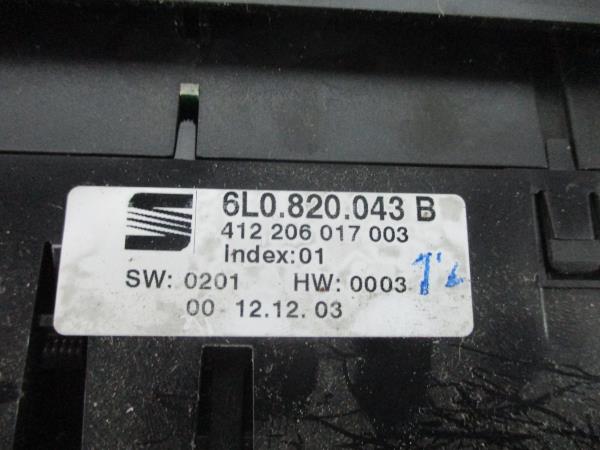 6L0.820.043 B
412 206 017 003
Index:01
SW: 0201 HW: 0003
00 12.12. 03